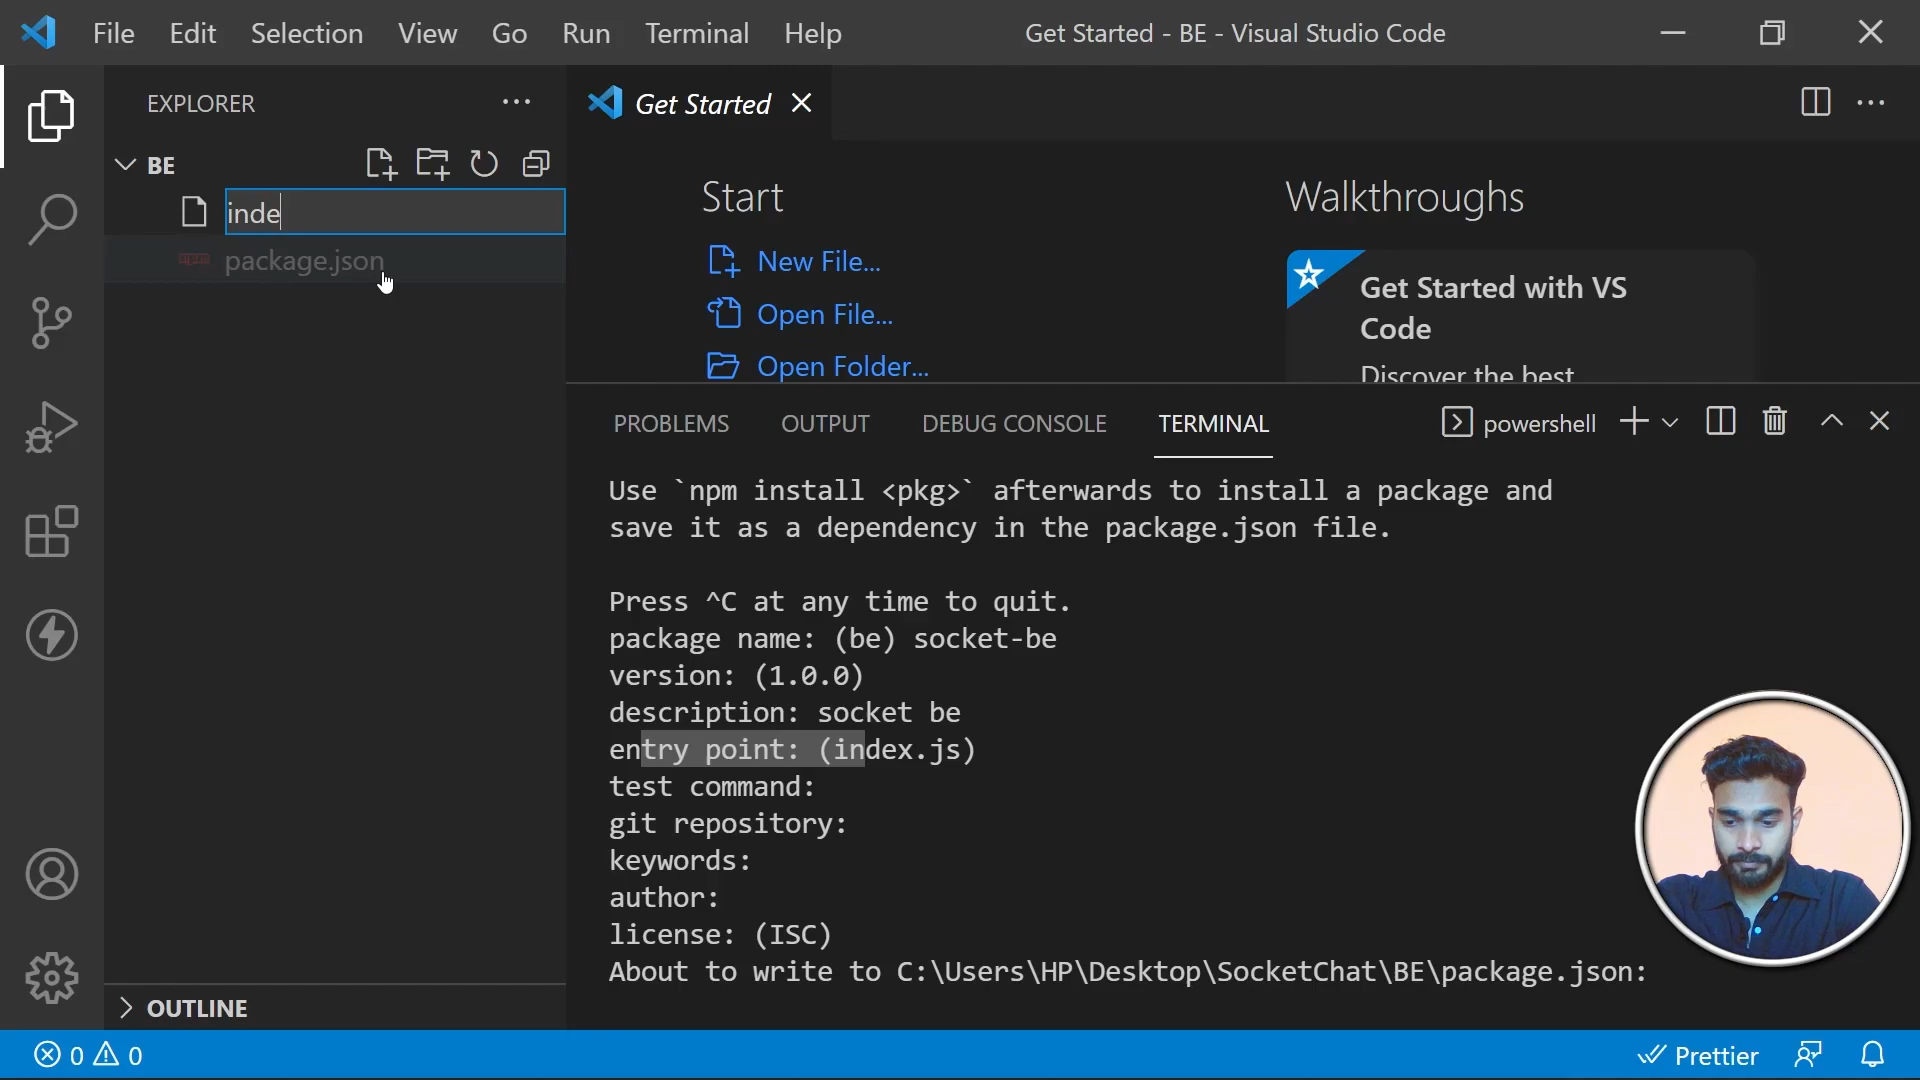 File Edit Selection View Go Run Terminal Help
Get Started - BE - Visual Studio Code
EXPLORER
BE
inde
npm package.json
OUTLINE
Get Started
Start
New File...
Open File...
Open Folder...
Walkthroughs
Get Started with VS
Code
Discover the best
PROBLEMS OUTPUT DEBUG CONSOLE TERMINAL
powershell
Use `npm install <pkg>` afterwards to install a package and
save it as a dependency in the package.json file.
Press ^C at any time to quit.
package name: (be) socket-be
version: (1.0.0)
description: socket be
entry point: (index.js)
test command:
git repository:
keywords:
author:
license: (ISC)
About to write to C:\Users\HP\Desktop\SocketChat\BE\package.json:
0 0
Prettier